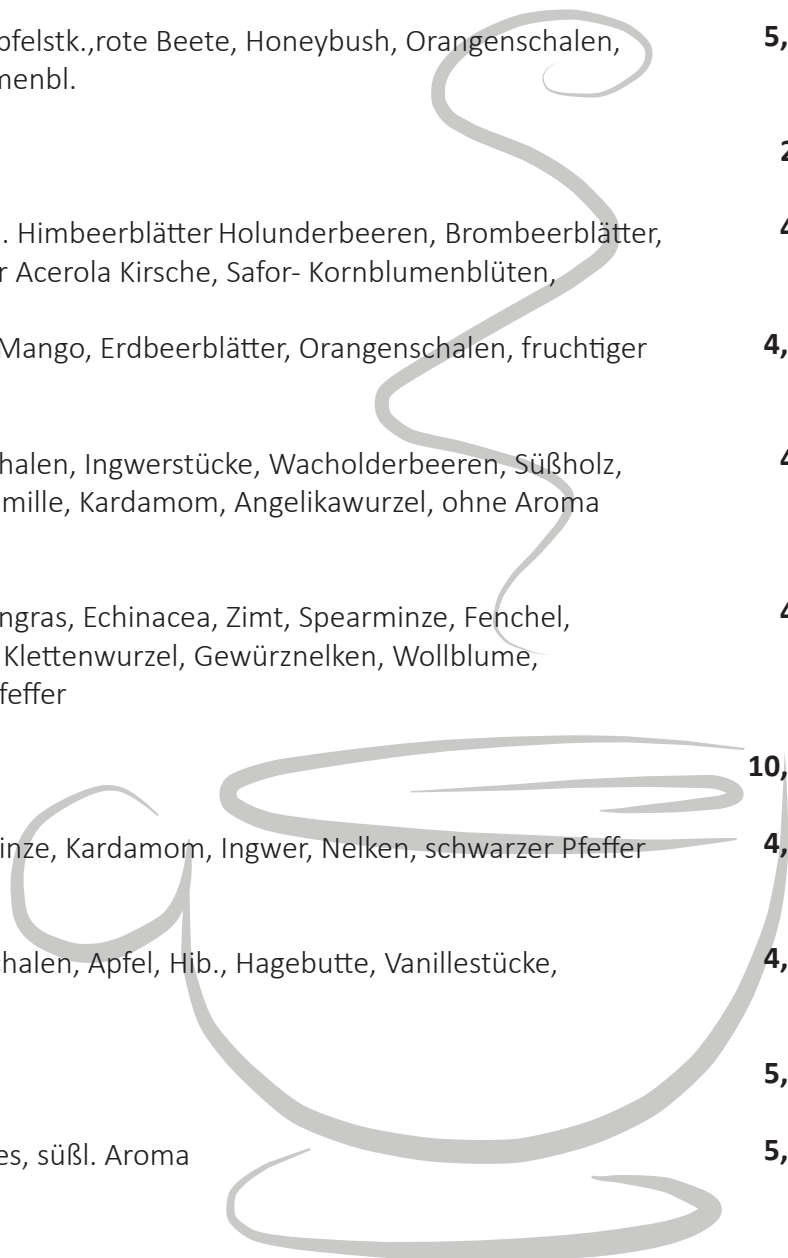 pfelstk.,rote Beete, Honeybush, Orangenschalen, 5,
menbl.
2
. Himbeerblätter Holunderbeeren, Brombeerblätter, 4
r Acerola Kirsche, Safor- Kornblumenblüten,
Mango, Erdbeerblätter, Orangenschalen, fruchtiger 4,
halen, Ingwerstücke, Wacholderbeeren, Süßholz, 4
mille, Kardamom, Angelikawurzel, ohne Aroma
ngras, Echinacea, Zimt, Spearminze, Fenchel, 4
Klettenwurzel, Gewürznelken, Wollblume,
feffer
10,
inze, Kardamom, Ingwer, Nelken, schwarzer Pfeffer 4,
chalen, Apfel, Hib., Hagebutte, Vanillestücke, 4,
5,
es, süßl. Aroma 5,